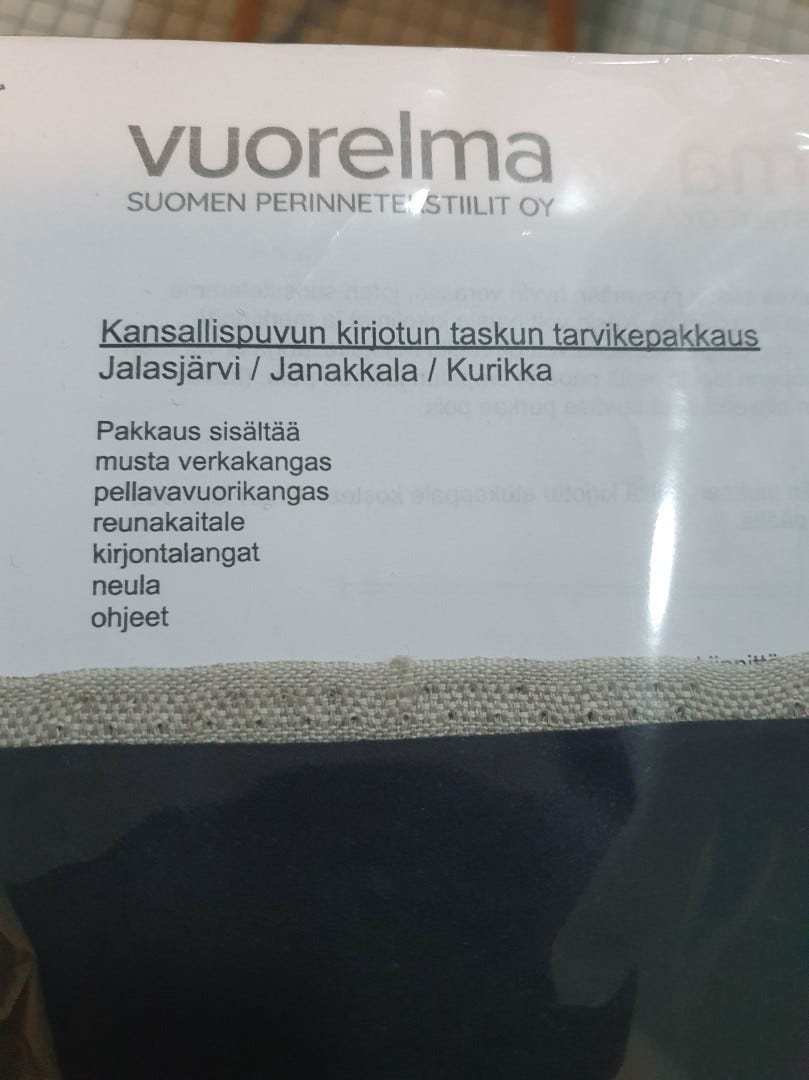 vuorelma
SUOMEN PERINNETEKSTIILIT OY
Kansallispuvun kirjotun taskun tarvikepakkaus
Jalasjärvi / Janakkala / Kurikka
Pakkaus sisältää
musta verkakangas
pellavavuorikangas
reunakaitale
kirjontalangat
neula
ohjeet